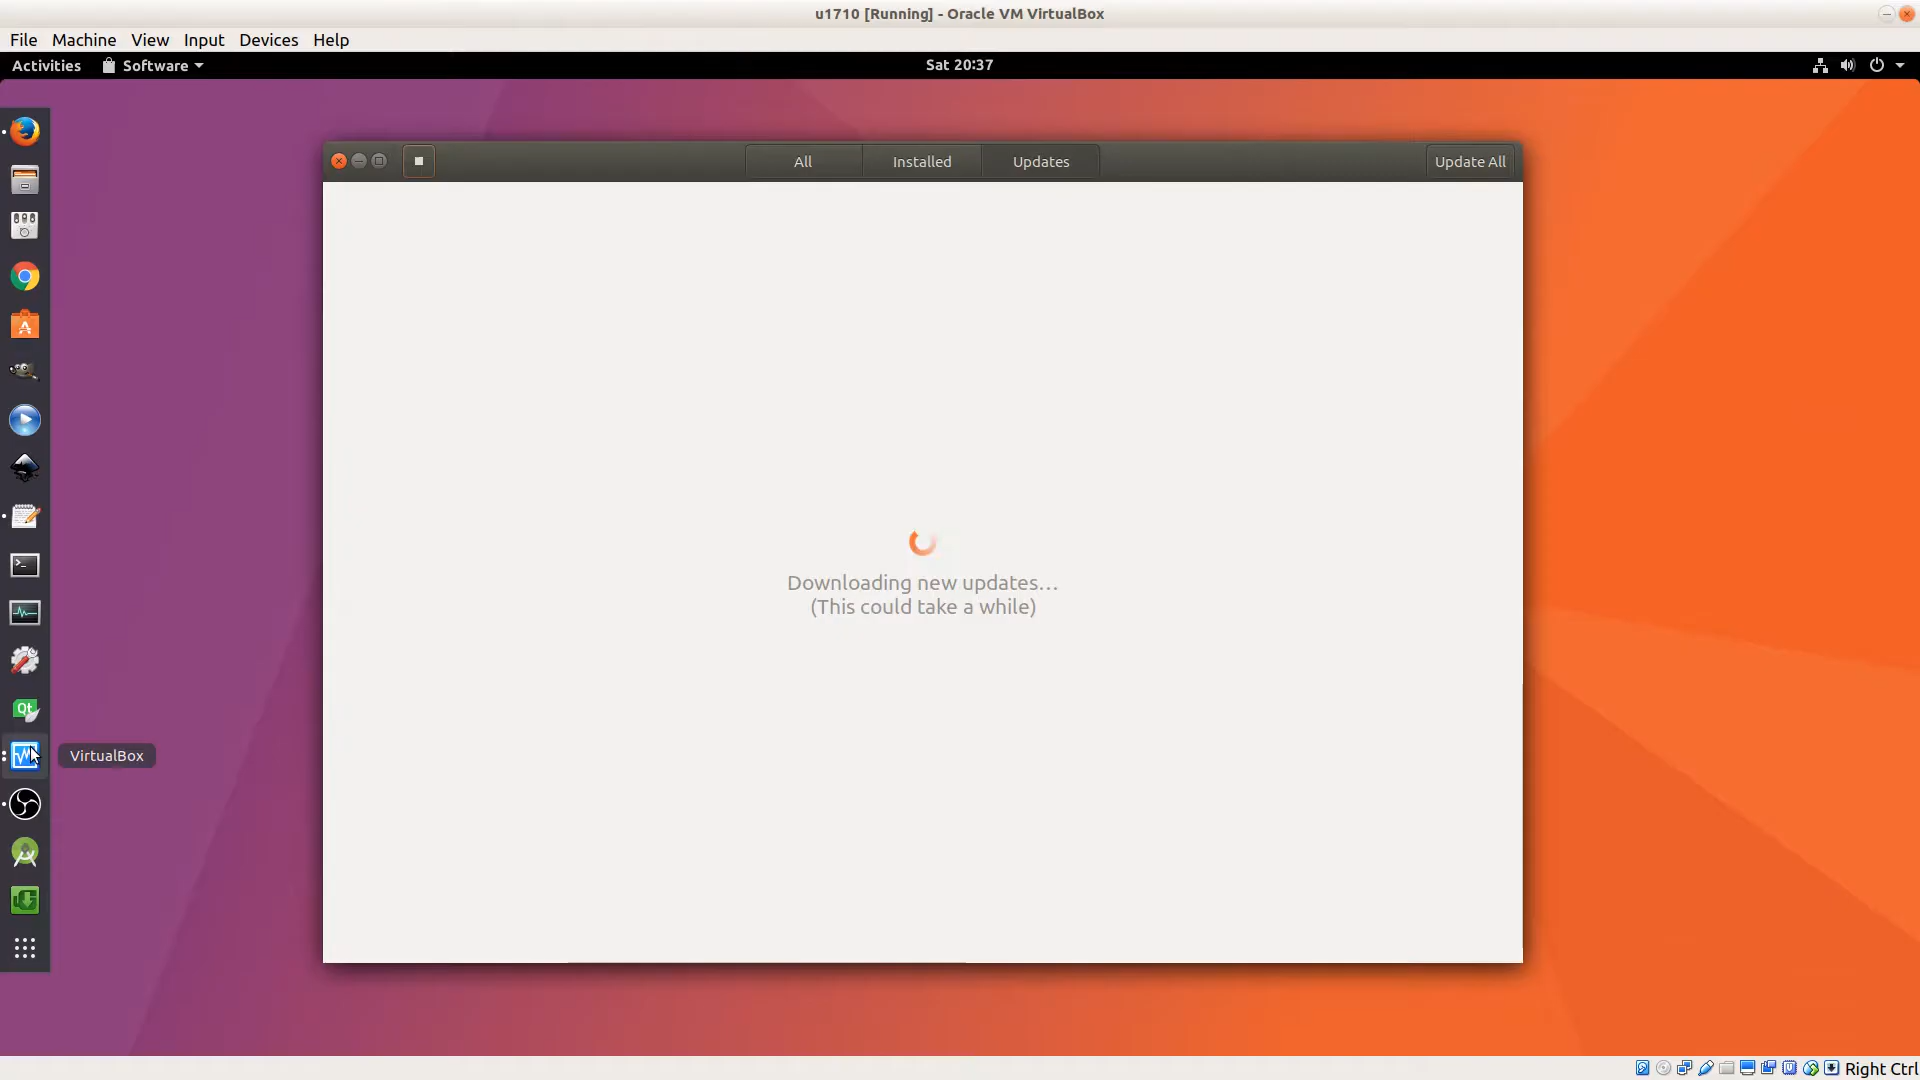 u1710 [Running] - Oracle VM VirtualBox
File Machine View Input Devices Help
Activities Software Sat 20:37
All Installed Updates Update All
Downloading new updates...
(This could take a while)
Qt
VirtualBox
Right Ctrl